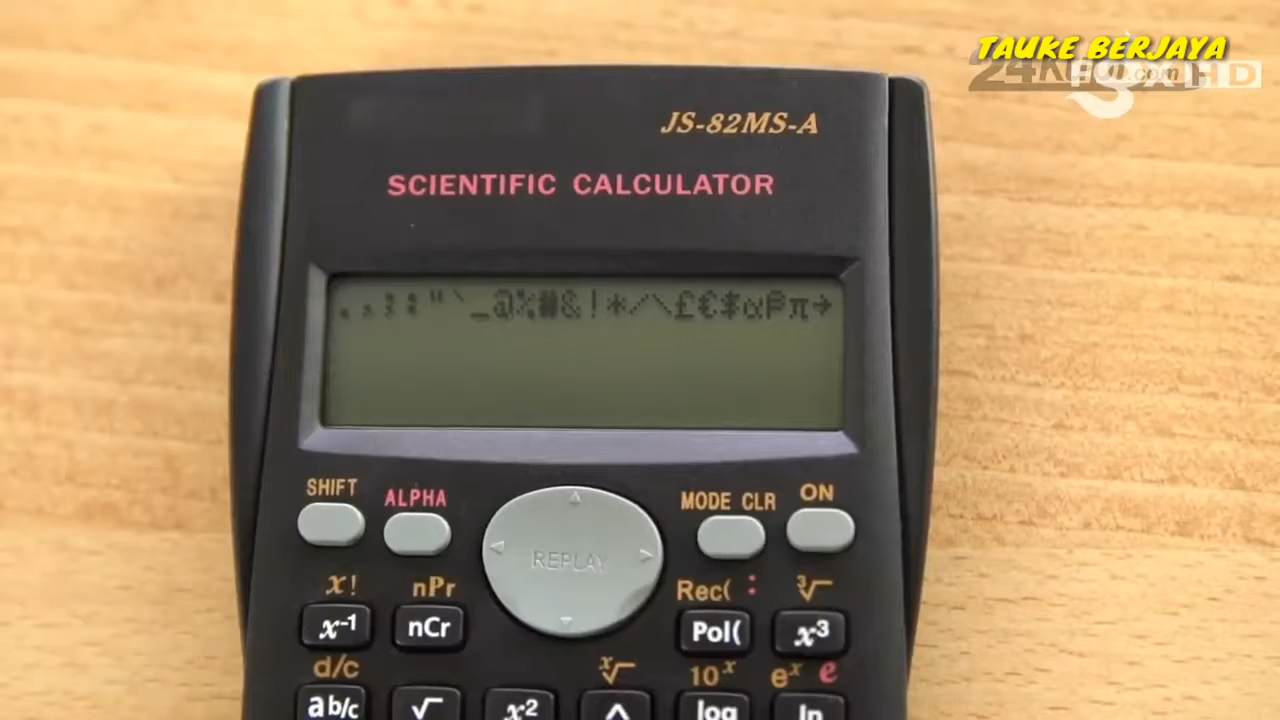 TAUKE BERJAYA
JS-82MS-A
SCIENTIFIC CALCULATOR
_@%#&!*/\£€$αβπ→
SHIFT ALPHA MODE CLR ON
REPLAY
x! nPr Rec( : ³√
x⁻¹ nCr Pol( x³
d/c ˣ√ 10ˣ eˣ e
a b/c √ x² ^ log ln